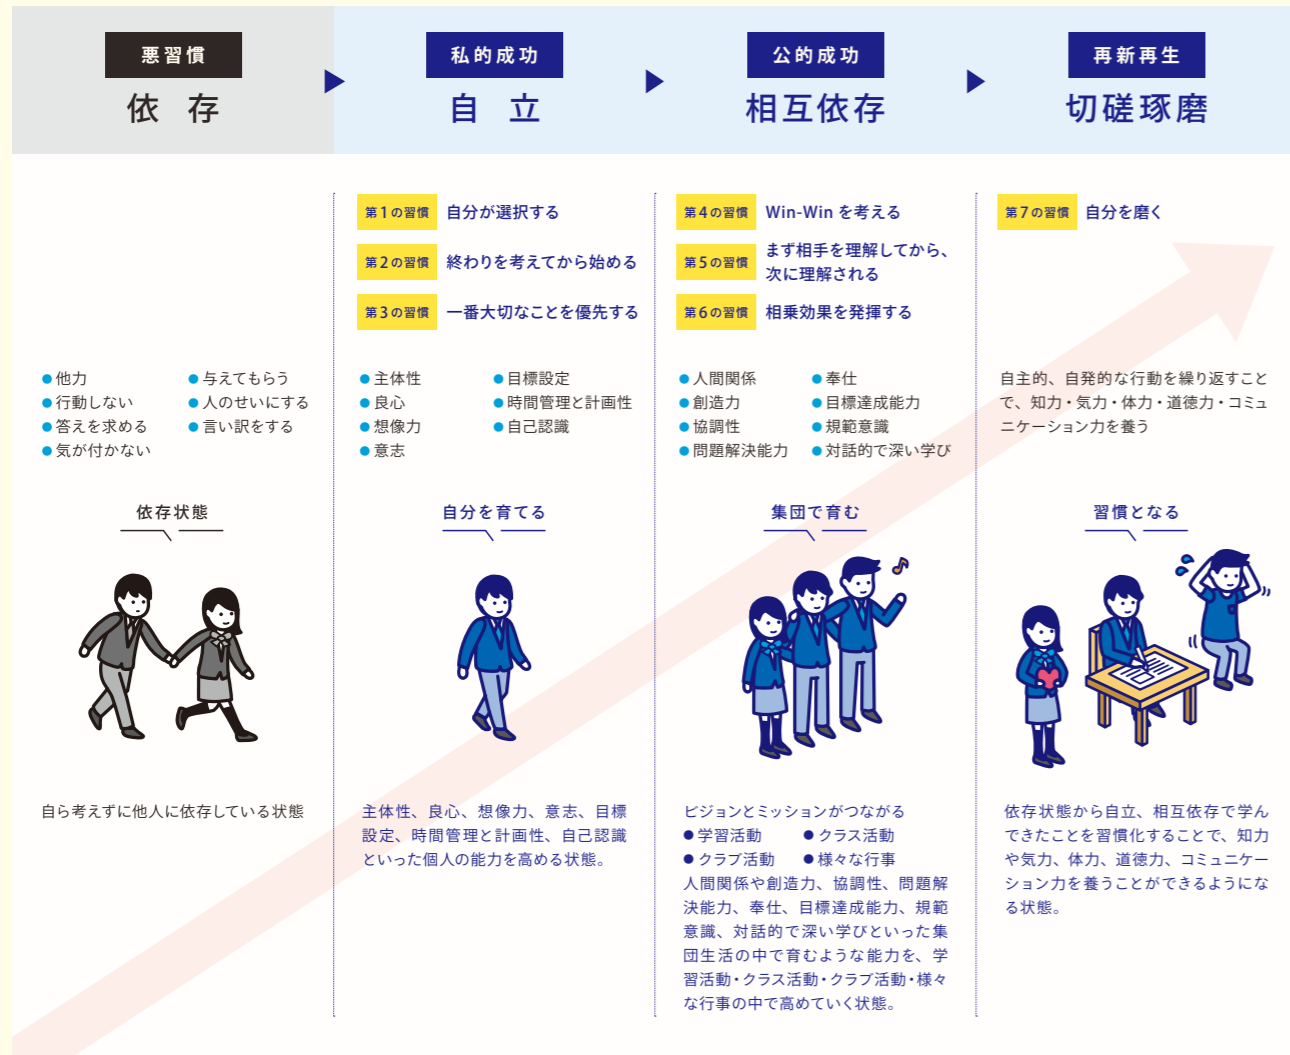 悪習慣
依存
私的成功
自立
公的成功
相互依存
再新再生
切磋琢磨
● 他力
● 行動しない
● 答えを求める
● 気が付かない
● 与えてもらう
● 人のせいにする
● 言い訳をする
依存状態
自ら考えずに他人に依存している状態
第1の習慣 自分が選択する
第2の習慣 終わりを考えてから始める
第3の習慣 一番大切なことを優先する
● 主体性
● 良心
● 想像力
● 意志
● 目標設定
● 時間管理と計画性
● 自己認識
自分を育てる
主体性、良心、想像力、意志、目標
設定、時間管理と計画性、自己認識
といった個人の能力を高める状態。
第4の習慣 Win-Win を考える
第5の習慣 まず相手を理解してから、
次に理解される
第6の習慣 相乗効果を発揮する
● 人間関係
● 創造力
● 協調性
● 問題解決能力
● 奉仕
● 目標達成能力
● 規範意識
● 対話的で深い学び
集団で育む
ビジョンとミッションがつながる
● 学習活動 ● クラス活動
● クラブ活動 ● 様々な行事
人間関係や創造力、協調性、問題解
決能力、奉仕、目標達成能力、規範
意識、対話的で深い学びといった集
団生活の中で育むような能力を、学
習活動・クラス活動・クラブ活動・様々
な行事の中で高めていく状態。
第7の習慣 自分を磨く
自主的、自発的な行動を繰り返すこと
で、知力・気力・体力・道徳力・コミュ
ニケーション力を養う
習慣となる
依存状態から自立、相互依存で学ん
できたことを習慣化することで、知力
や気力、体力、道徳力、コミュニケー
ション力を養うことができるようにな
る状態。